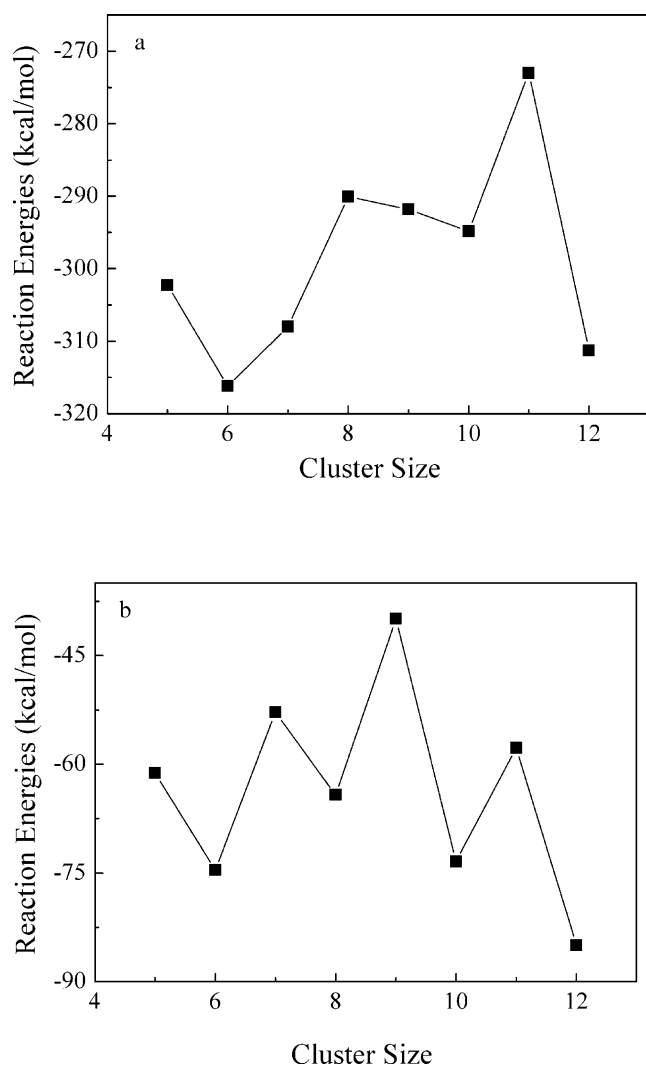 a
Reaction Energies (kcal/mol)
-270
-280
-290
-300
-310
-320
4 6 8 10 12
Cluster Size
b
Reaction Energies (kcal/mol)
-45
-60
-75
-90
4 6 8 10 12
Cluster Size